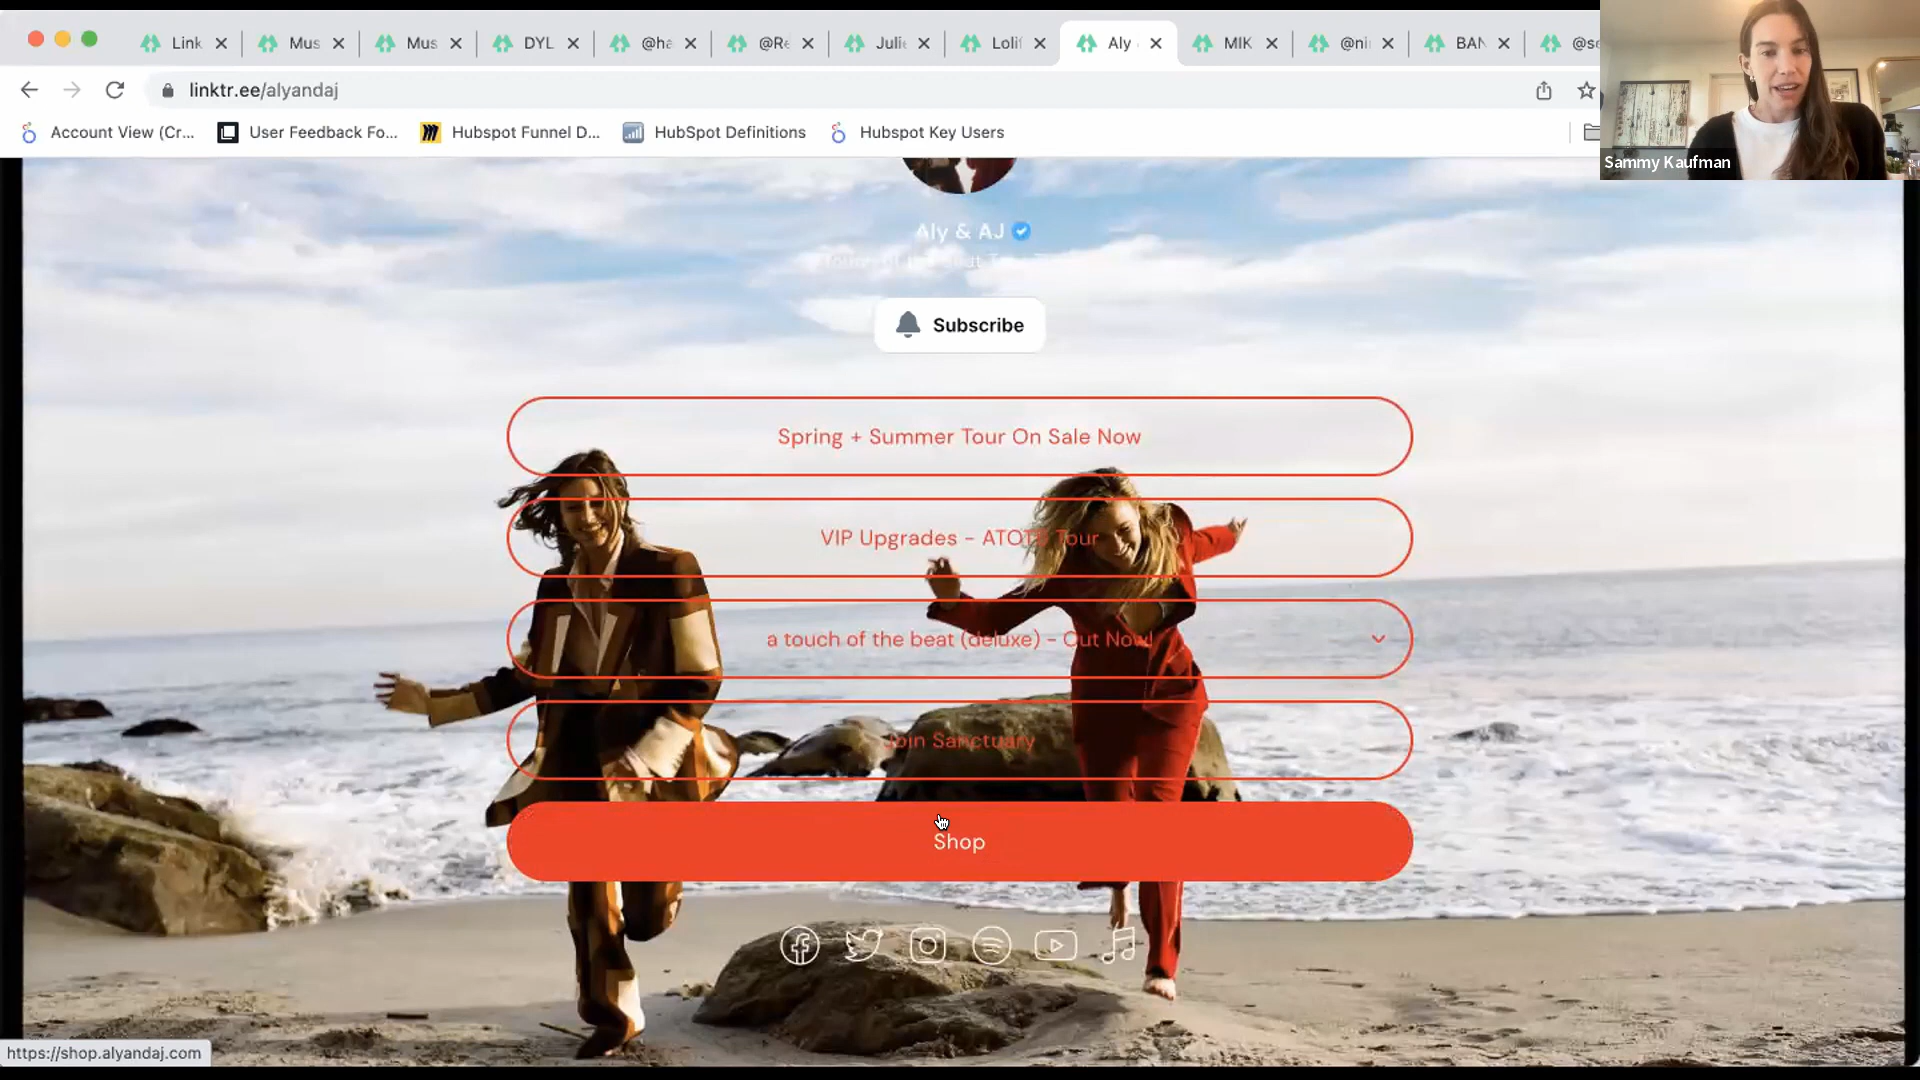 Link
Mus
Mus
DYL
@ha
@Re
Julie
Lolif
Aly
MIK
@ni
BAN
@se
linktr.ee/alyandaj
Account View (Cr...
User Feedback Fo...
Hubspot Funnel D...
HubSpot Definitions
Hubspot Key Users
Sammy Kaufman
Aly & AJ
Subscribe
Spring + Summer Tour On Sale Now
VIP Upgrades - ATOTB Tour
a touch of the beat (deluxe) - Out Now!
Join Sanctuary
Shop
https://shop.alyandaj.com